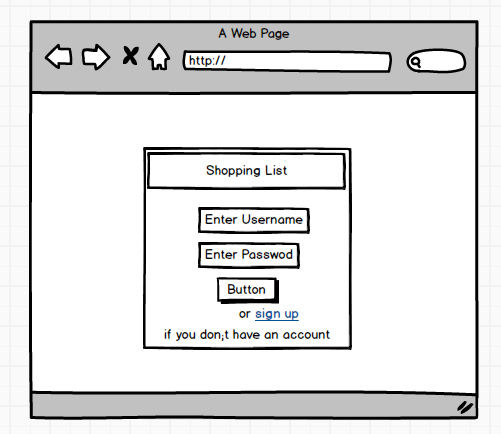 A Web Page
http://
Shopping List
Enter Username
Enter Passwod
Button
or sign up
if you don;t have an account